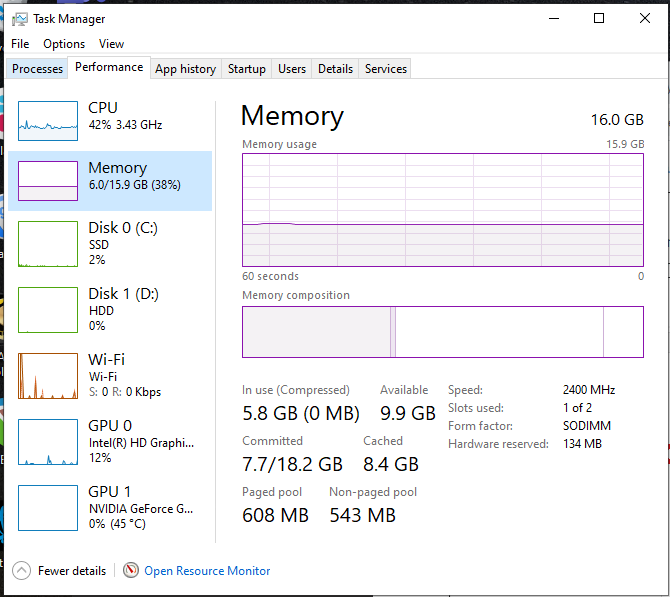 Task Manager
File Options View
Processes Performance App history Startup Users Details Services
CPU
42% 3.43 GHz
Memory
6.0/15.9 GB (38%)
Disk 0 (C:)
SSD
2%
Disk 1 (D:)
HDD
0%
Wi-Fi
Wi-Fi
S: 0 R: 0 Kbps
GPU 0
Intel(R) HD Graphi...
12%
GPU 1
NVIDIA GeForce G...
0% (45 °C)
Memory 16.0 GB
Memory usage 15.9 GB
60 seconds 0
Memory composition
In use (Compressed) Available
5.8 GB (0 MB) 9.9 GB
Committed Cached
7.7/18.2 GB 8.4 GB
Paged pool Non-paged pool
608 MB 543 MB
Speed: 2400 MHz
Slots used: 1 of 2
Form factor: SODIMM
Hardware reserved: 134 MB
Fewer details Open Resource Monitor